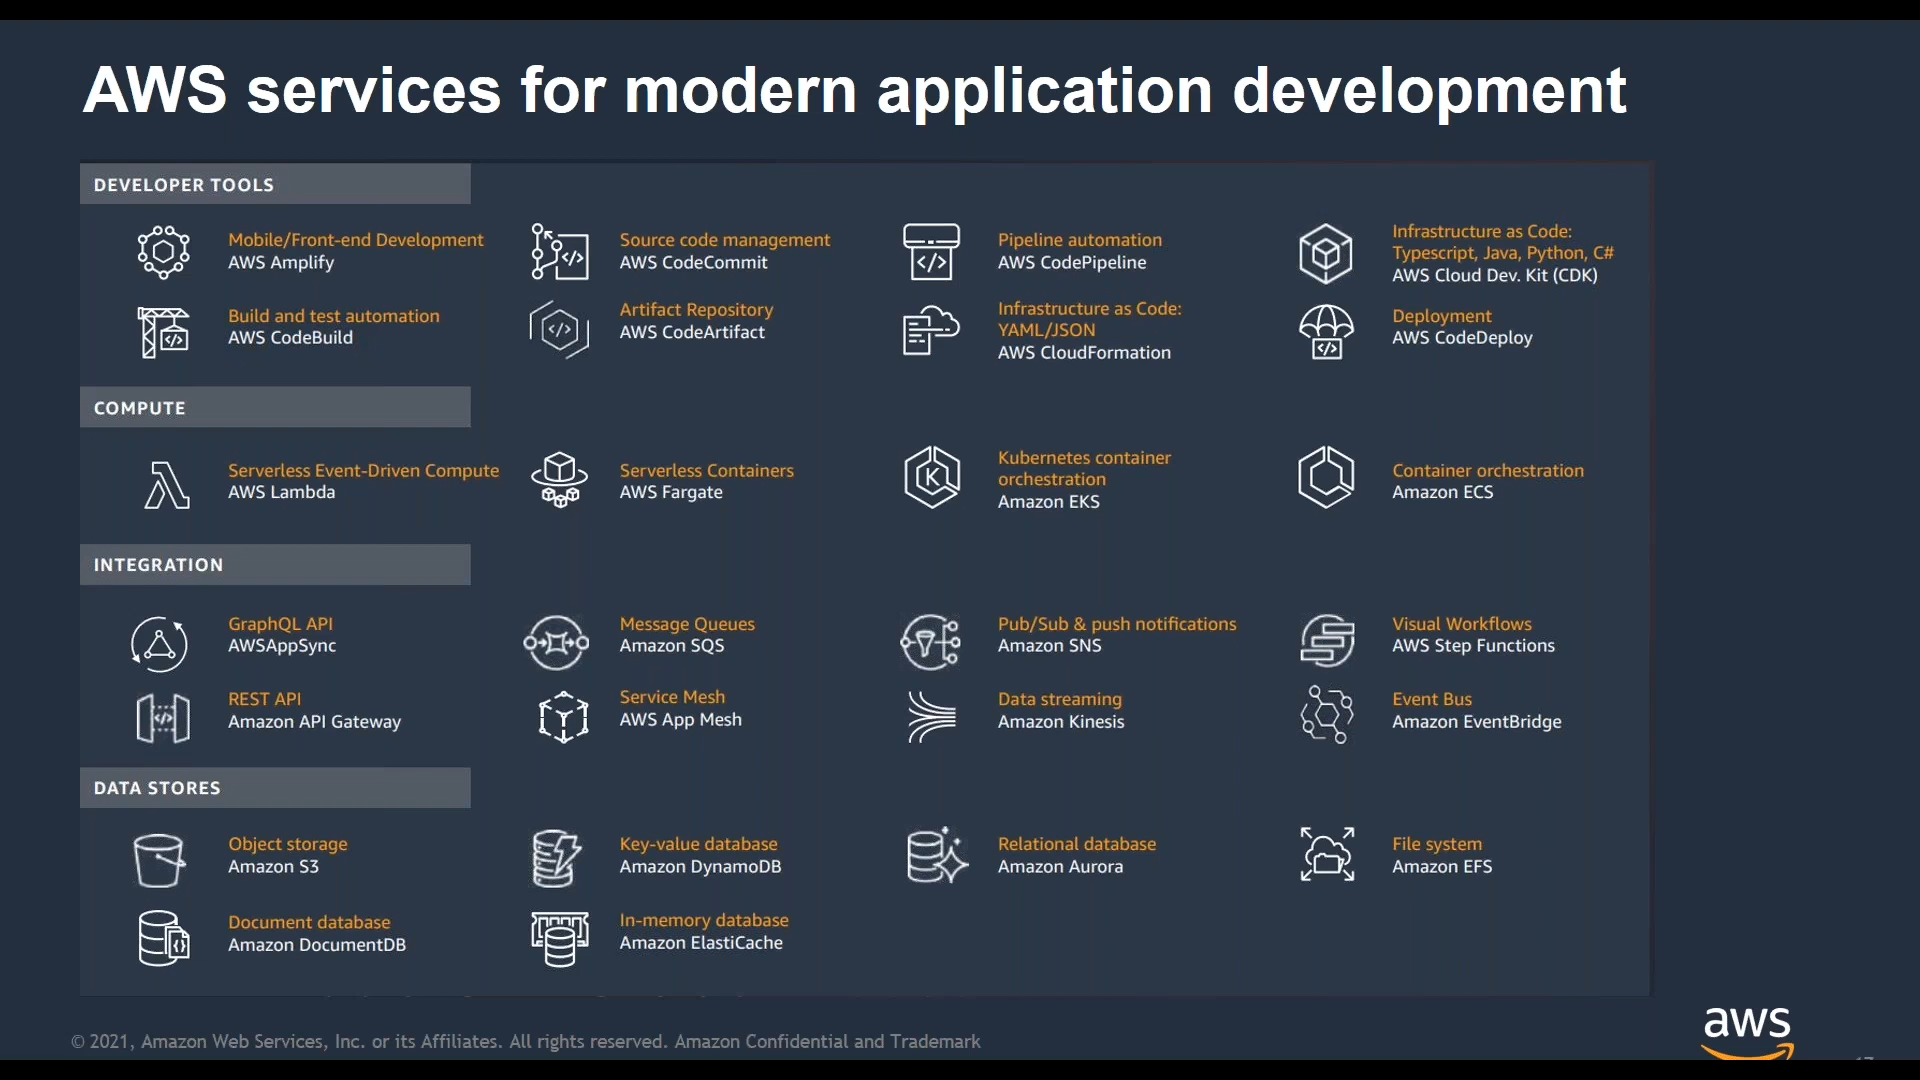 AWS services for modern application development
DEVELOPER TOOLS
Mobile/Front-end Development
AWS Amplify
Source code management
AWS CodeCommit
Pipeline automation
AWS CodePipeline
Infrastructure as Code:
Typescript, Java, Python, C#
AWS Cloud Dev. Kit (CDK)
Build and test automation
AWS CodeBuild
Artifact Repository
AWS CodeArtifact
Infrastructure as Code:
YAML/JSON
AWS CloudFormation
Deployment
AWS CodeDeploy
COMPUTE
Serverless Event-Driven Compute
AWS Lambda
Serverless Containers
AWS Fargate
Kubernetes container
orchestration
Amazon EKS
K
Container orchestration
Amazon ECS
INTEGRATION
GraphQL API
AWSAppSync
Message Queues
Amazon SQS
Pub/Sub & push notifications
Amazon SNS
Visual Workflows
AWS Step Functions
REST API
Amazon API Gateway
Service Mesh
AWS App Mesh
Data streaming
Amazon Kinesis
Event Bus
Amazon EventBridge
DATA STORES
Object storage
Amazon S3
Key-value database
Amazon DynamoDB
Relational database
Amazon Aurora
File system
Amazon EFS
Document database
Amazon DocumentDB
In-memory database
Amazon ElastiCache
© 2021, Amazon Web Services, Inc. or its Affiliates. All rights reserved. Amazon Confidential and Trademark
aws